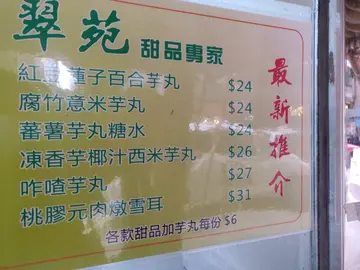 翠苑 甜品專家
紅豆蓮子百合芋丸 $24
腐竹意米芋丸 $24
蕃薯芋丸糖水 $24
凍香芋椰汁西米芋丸 $26
咋喳芋丸 $27
桃膠元肉燉雪耳 $31
各款甜品加芋丸每份 $6
最新推介